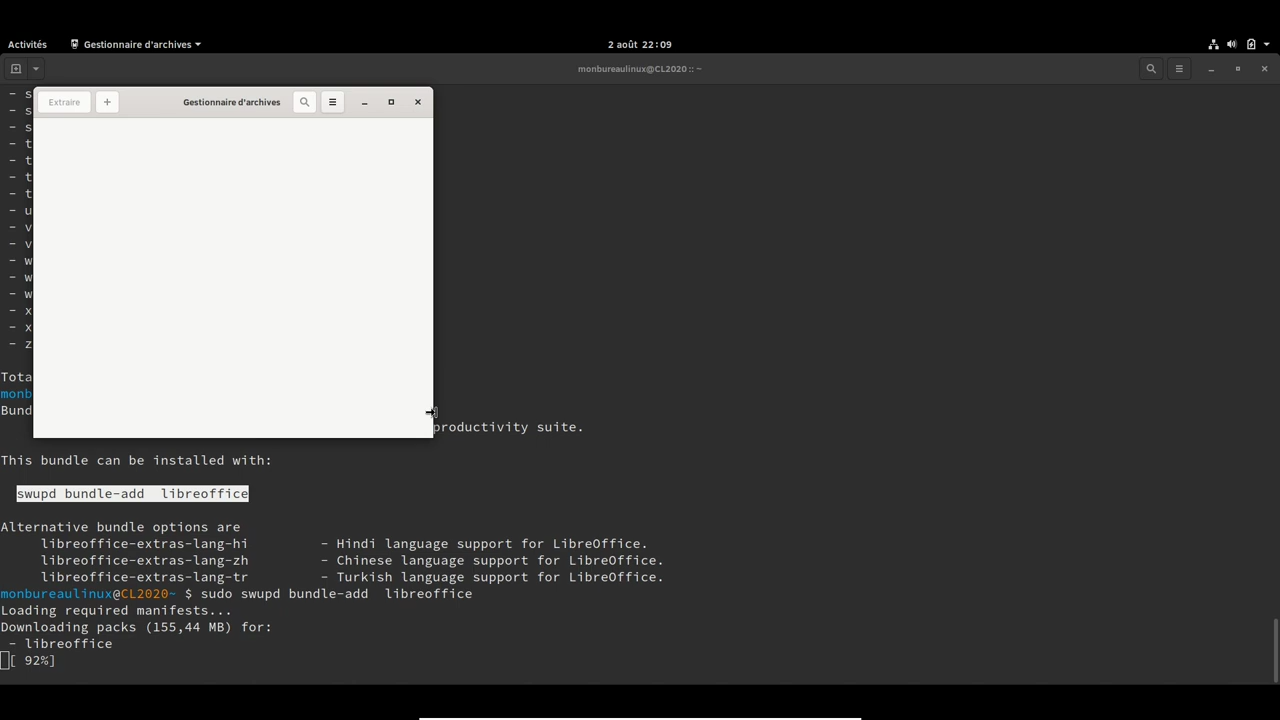 Activités
Gestionnaire d'archives
2 août 22:09
monbureaulinux@CL2020 :: ~
Extraire
Gestionnaire d'archives
- s
- s
- s
- t
- t
- t
- t
- u
- v
- v
- w
- w
- w
- x
- x
- z
Tota
monb
Bund
productivity suite.
This bundle can be installed with:
swupd bundle-add  libreoffice
Alternative bundle options are
libreoffice-extras-lang-hi - Hindi language support for LibreOffice.
libreoffice-extras-lang-zh - Chinese language support for LibreOffice.
libreoffice-extras-lang-tr - Turkish language support for LibreOffice.
monbureaulinux@CL2020~ $ sudo swupd bundle-add  libreoffice
Loading required manifests...
Downloading packs (155,44 MB) for:
- libreoffice
[ 92%]